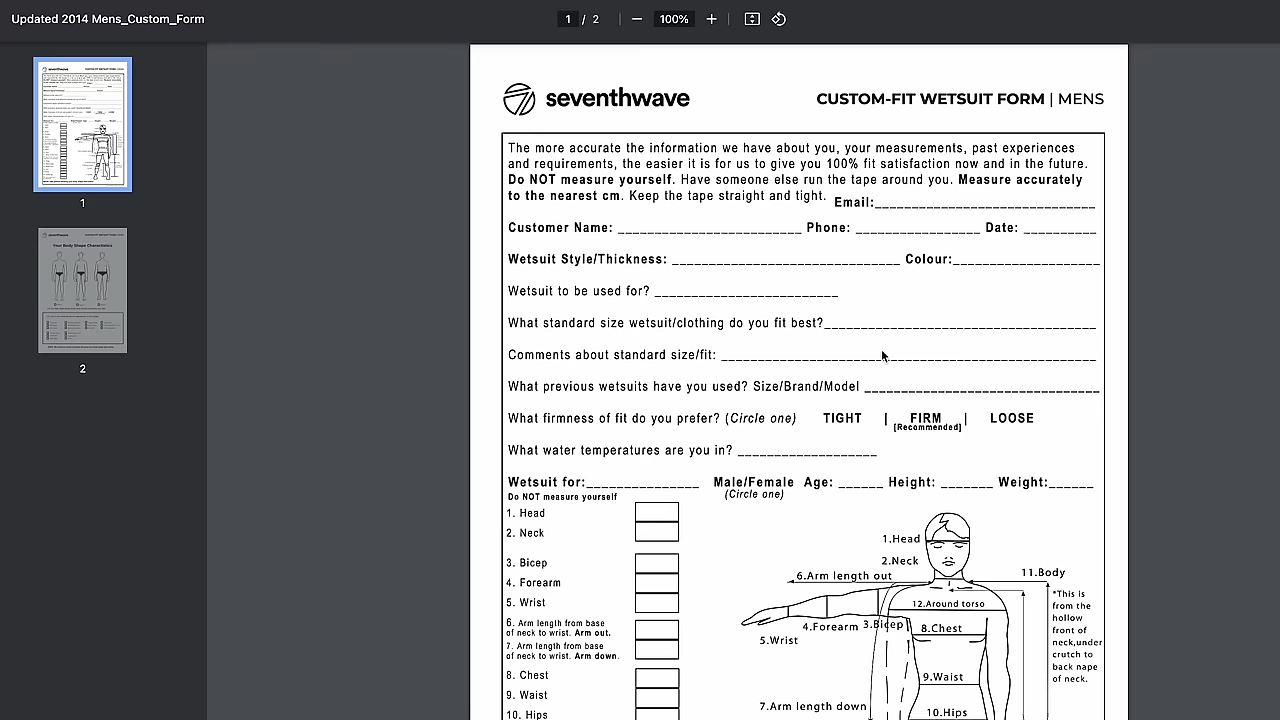 Updated 2014 Mens_Custom_Form
1 / 2
100%
1
2
seventhwave
CUSTOM-FIT WETSUIT FORM | MENS
The more accurate the information we have about you, your measurements, past experiences
and requirements, the easier it is for us to give you 100% fit satisfaction now and in the future.
Do NOT measure yourself. Have someone else run the tape around you. Measure accurately
to the nearest cm. Keep the tape straight and tight. Email:
Customer Name: Phone: Date:
Wetsuit Style/Thickness: Colour:
Wetsuit to be used for?
What standard size wetsuit/clothing do you fit best?
Comments about standard size/fit:
What previous wetsuits have you used? Size/Brand/Model
What firmness of fit do you prefer? (Circle one) TIGHT | FIRM | LOOSE
[Recommended]
What water temperatures are you in?
Wetsuit for: Male/Female Age: Height: Weight:
Do NOT measure yourself (Circle one)
1. Head
2. Neck
3. Bicep
4. Forearm
5. Wrist
6. Arm length from base
of neck to wrist. Arm out.
7. Arm length from base
of neck to wrist. Arm down.
8. Chest
9. Waist
10. Hips
1.Head
2.Neck
6.Arm length out
11.Body
12.Around torso
4.Forearm 3.Bicep
8.Chest
5.Wrist
9.Waist
7.Arm length down
10.Hips
*This is
from the
hollow
front of
neck,under
crutch to
back nape
of neck.